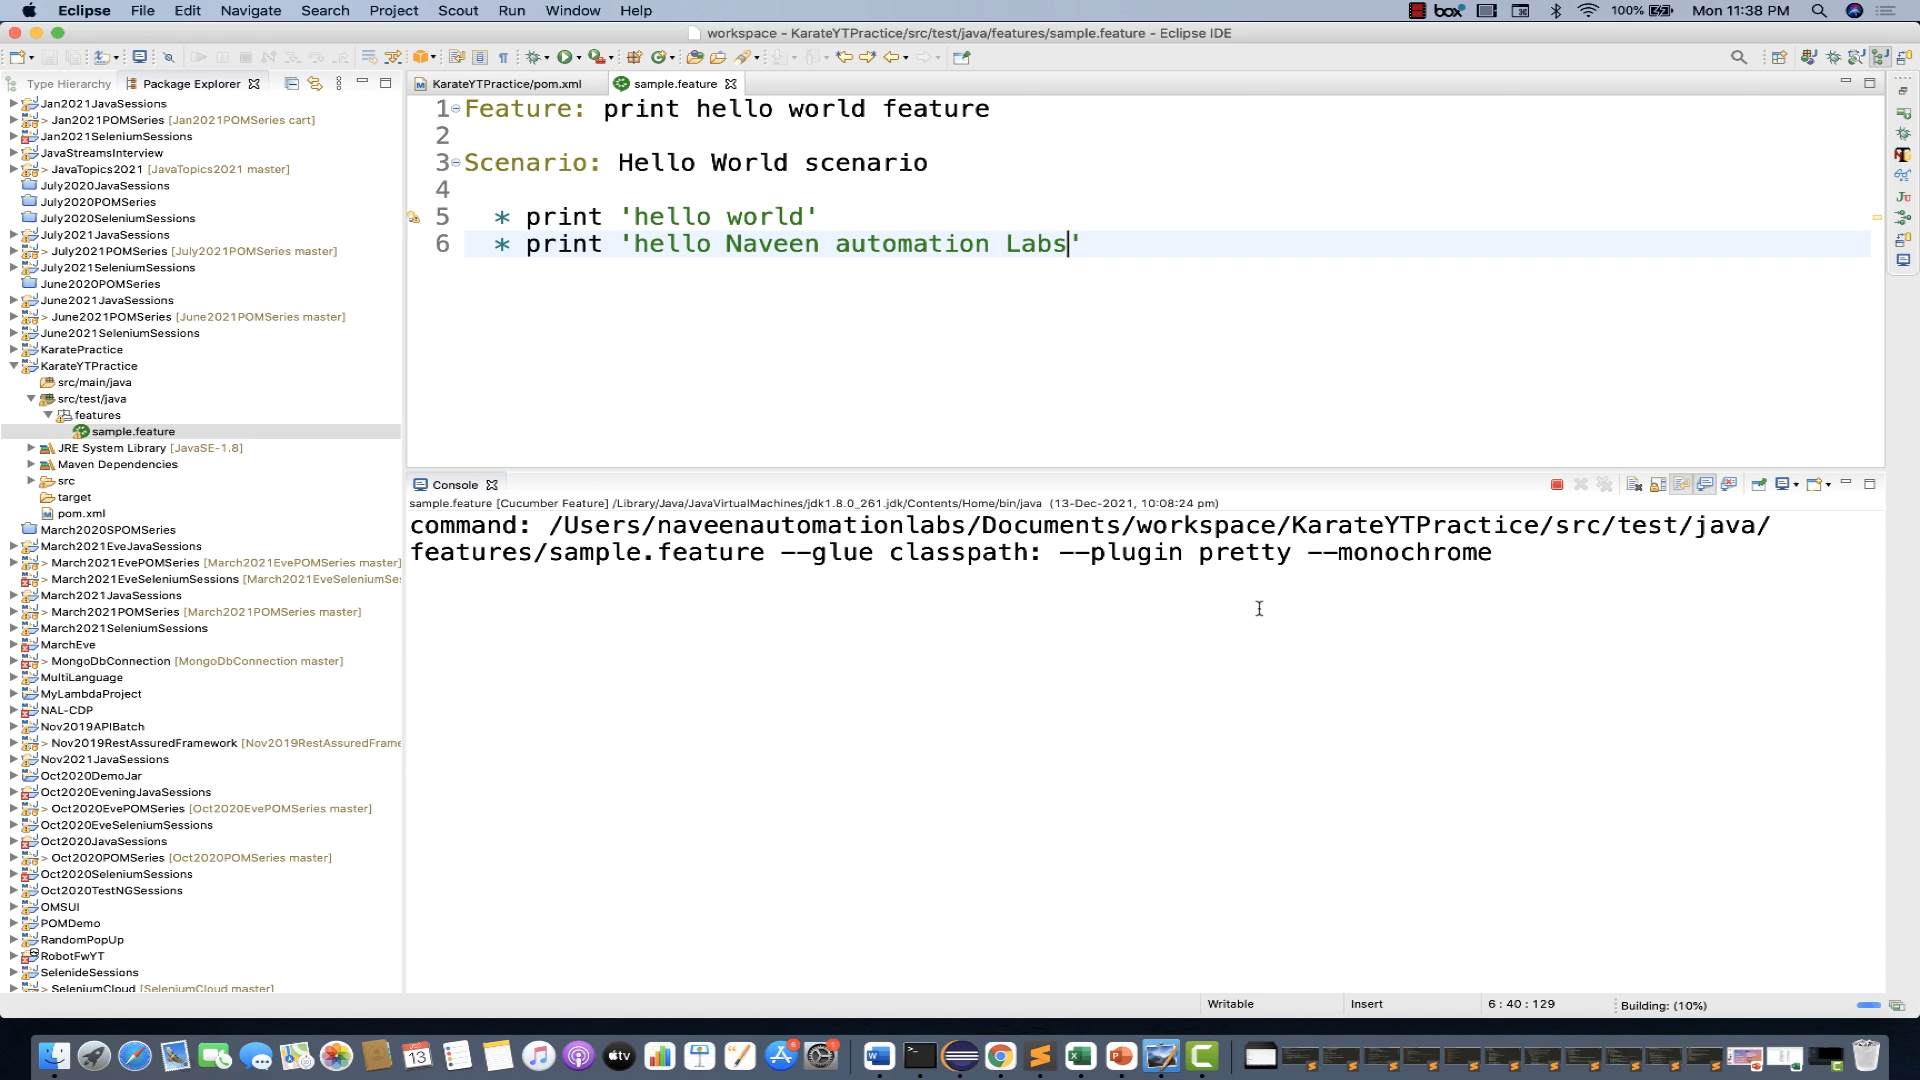 Eclipse File Edit Navigate Search Project Scout Run Window Help box 100% Mon 11:38 PM
workspace - KarateYTPractice/src/test/java/features/sample.feature - Eclipse IDE
Type Hierarchy Package Explorer KarateYTPractice/pom.xml sample.feature
Jan2021JavaSessions
> Jan2021POMSeries [Jan2021POMSeries cart]
Jan2021SeleniumSessions
JavaStreamsInterview
> JavaTopics2021 [JavaTopics2021 master]
July2020JavaSessions
July2020POMSeries
July2020SeleniumSessions
July2021JavaSessions
> July2021POMSeries [July2021POMSeries master]
July2021SeleniumSessions
June2020POMSeries
June2021JavaSessions
> June2021POMSeries [June2021POMSeries master]
June2021SeleniumSessions
KaratePractice
KarateYTPractice
src/main/java
src/test/java
features
sample.feature
JRE System Library [JavaSE-1.8]
Maven Dependencies
src
target
pom.xml
March2020SPOMSeries
March2021EveJavaSessions
> March2021EvePOMSeries [March2021EvePOMSeries master]
> March2021EveSeleniumSessions [March2021EveSeleniumSes
March2021JavaSessions
> March2021POMSeries [March2021POMSeries master]
March2021SeleniumSessions
MarchEve
> MongoDbConnection [MongoDbConnection master]
MultiLanguage
MyLambdaProject
NAL-CDP
Nov2019APIBatch
> Nov2019RestAssuredFramework [Nov2019RestAssuredFrame
Nov2021JavaSessions
Oct2020DemoJar
Oct2020EveningJavaSessions
> Oct2020EvePOMSeries [Oct2020EvePOMSeries master]
Oct2020EveSeleniumSessions
Oct2020JavaSessions
> Oct2020POMSeries [Oct2020POMSeries master]
Oct2020SeleniumSessions
Oct2020TestNGSessions
OMSUI
POMDemo
RandomPopUp
RobotFwYT
SelenideSessions
> SeleniumCloud [SeleniumCloud master]
1 Feature: print hello world feature
2
3 Scenario: Hello World scenario
4
5 * print 'hello world'
6 * print 'hello Naveen automation Labs'
Console
sample.feature [Cucumber Feature] /Library/Java/JavaVirtualMachines/jdk1.8.0_261.jdk/Contents/Home/bin/java (13-Dec-2021, 10:08:24 pm)
command: /Users/naveenautomationlabs/Documents/workspace/KarateYTPractice/src/test/java/
features/sample.feature --glue classpath: --plugin pretty --monochrome
Writable Insert 6 : 40 : 129 Building: (10%)